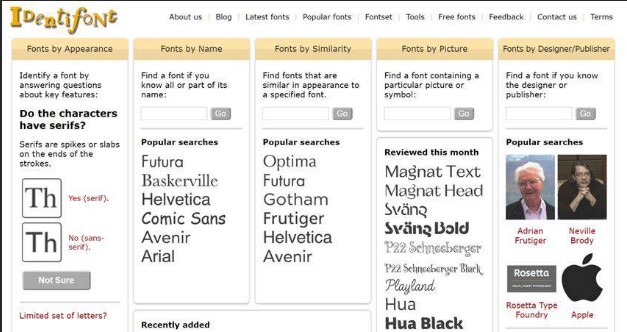 Identifont
About us | Blog | Latest fonts | Popular fonts | Fontset | Tools | Free fonts | Feedback | Contact us | Terms
Fonts by Appearance
Identify a font by
answering questions
about key features:
Do the characters
have serifs?
Serifs are spikes or slabs
on the ends of the
strokes.
Th
Yes (serif).
Th
No (sans-
serif).
Not Sure
Limited set of letters?
Fonts by Name
Find a font if you
know all or part of its
name:
Go
Popular searches
Futura
Baskerville
Helvetica
Comic Sans
Avenir
Arial
Recently added
Fonts by Similarity
Find fonts that are
similar in appearance to
a specified font.
Go
Popular searches
Optima
Futura
Gotham
Frutiger
Helvetica
Avenir
Fonts by Picture
Find a font containing a
particular picture or
symbol:
Go
Reviewed this month
Magnat Text
Magnat Head
Sväng
Sväng Bold
P22 Schneeberger
P22 Schneeberger Black
Playland
Hua
Hua Black
Fonts by Designer/Publisher
Find a font if you know
the designer or
publisher:
Go
Popular searches
Adrian
Frutiger
Neville
Brody
Rosetta
Rosetta Type
Foundry
Apple